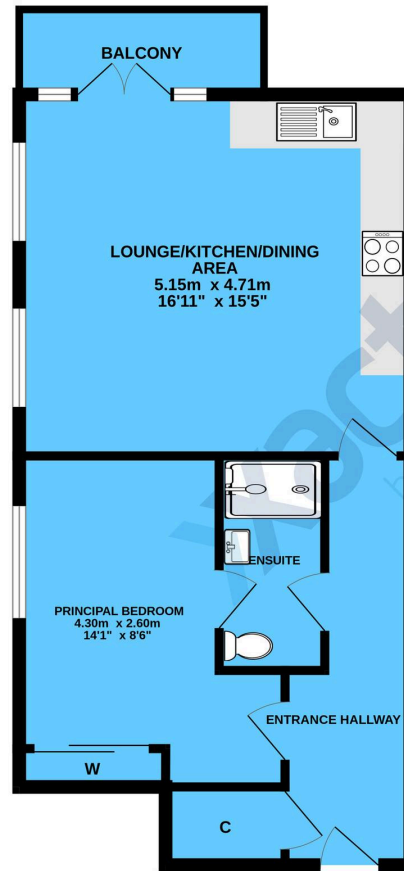 BALCONY
LOUNGE/KITCHEN/DINING
AREA
5.15m x 4.71m
16'11" x 15'5"
ENSUITE
PRINCIPAL BEDROOM
4.30m x 2.60m
14'1" x 8'6"
ENTRANCE HALLWAY
W
C